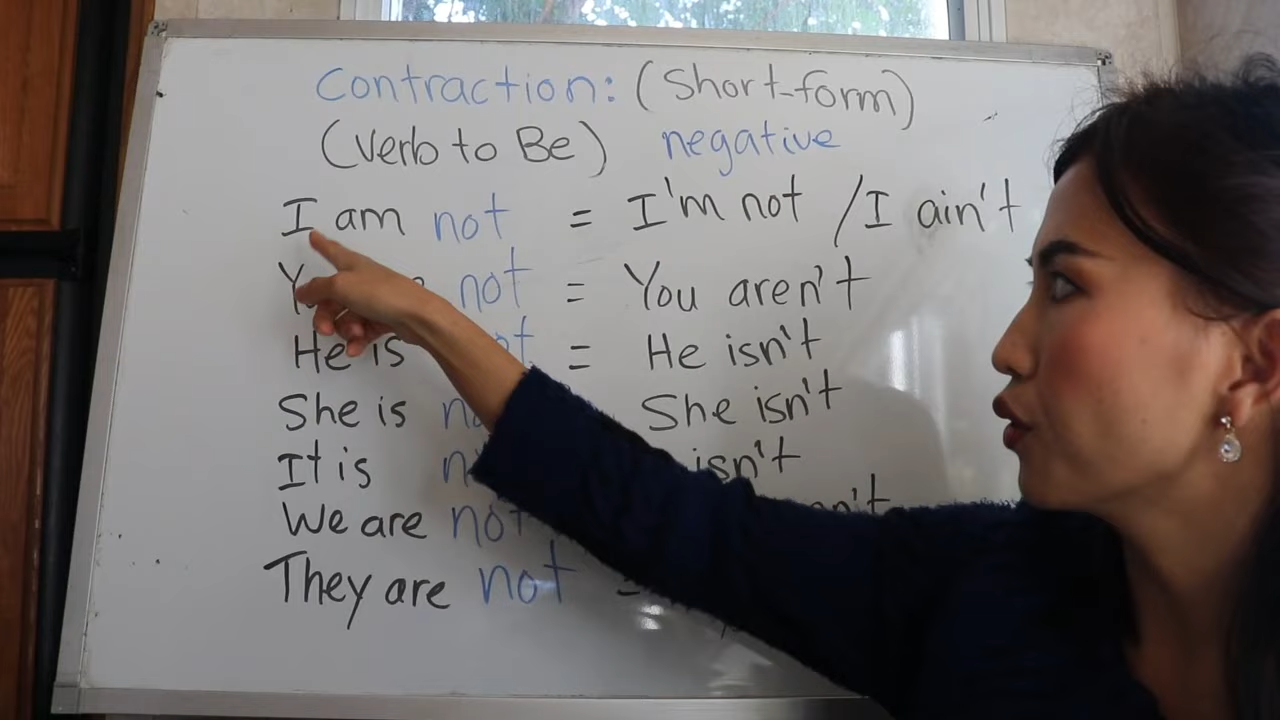 Contraction: (Short-form)
(Verb to Be) negative
I am not = I'm not / I ain't
not = You aren't
He is = He isn't
She is She isn't
It is isn't
We are not
They are not =